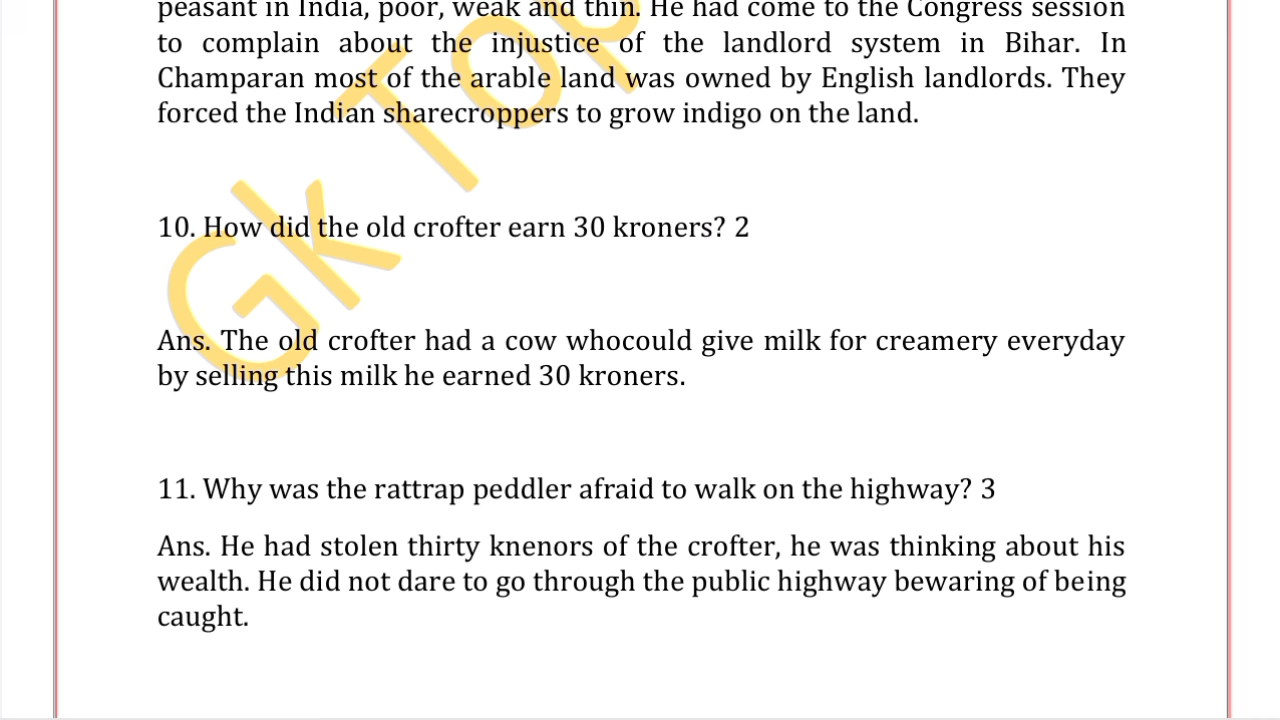 peasant in India, poor, weak and thin. He had come to the Congress session
to complain about the injustice of the landlord system in Bihar. In
Champaran most of the arable land was owned by English landlords. They
forced the Indian sharecroppers to grow indigo on the land.
10. How did the old crofter earn 30 kroners? 2
Ans. The old crofter had a cow whocould give milk for creamery everyday
by selling this milk he earned 30 kroners.
11. Why was the rattrap peddler afraid to walk on the highway? 3
Ans. He had stolen thirty knenors of the crofter, he was thinking about his
wealth. He did not dare to go through the public highway bewaring of being
caught.
Gk Top